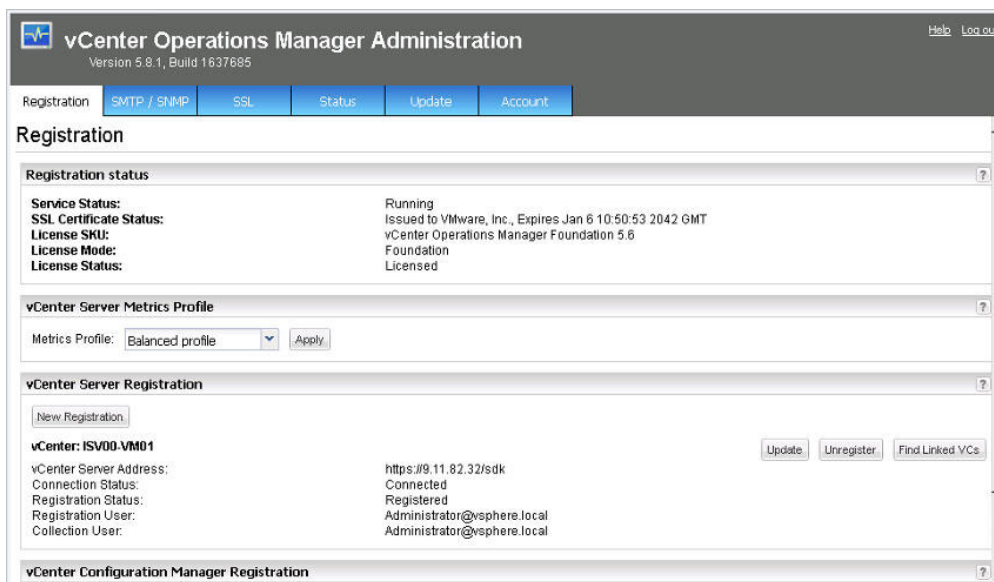 vCenter Operations Manager Administration
Help Log ou
Version 5.8.1, Build 1637685
Registration SMTP / SNMP SSL Status Update Account
Registration
Registration status ?
Service Status: Running
SSL Certificate Status: Issued to VMware, Inc., Expires Jan 6 10:50:53 2042 GMT
License SKU: vCenter Operations Manager Foundation 5.6
License Mode: Foundation
License Status: Licensed
vCenter Server Metrics Profile ?
Metrics Profile: Balanced profile Apply
vCenter Server Registration ?
New Registration
vCenter: ISV00-VM01 Update Unregister Find Linked VCs
vCenter Server Address: https://9.11.82.32/sdk
Connection Status: Connected
Registration Status: Registered
Registration User: Administrator@vsphere.local
Collection User: Administrator@vsphere.local
vCenter Configuration Manager Registration ?